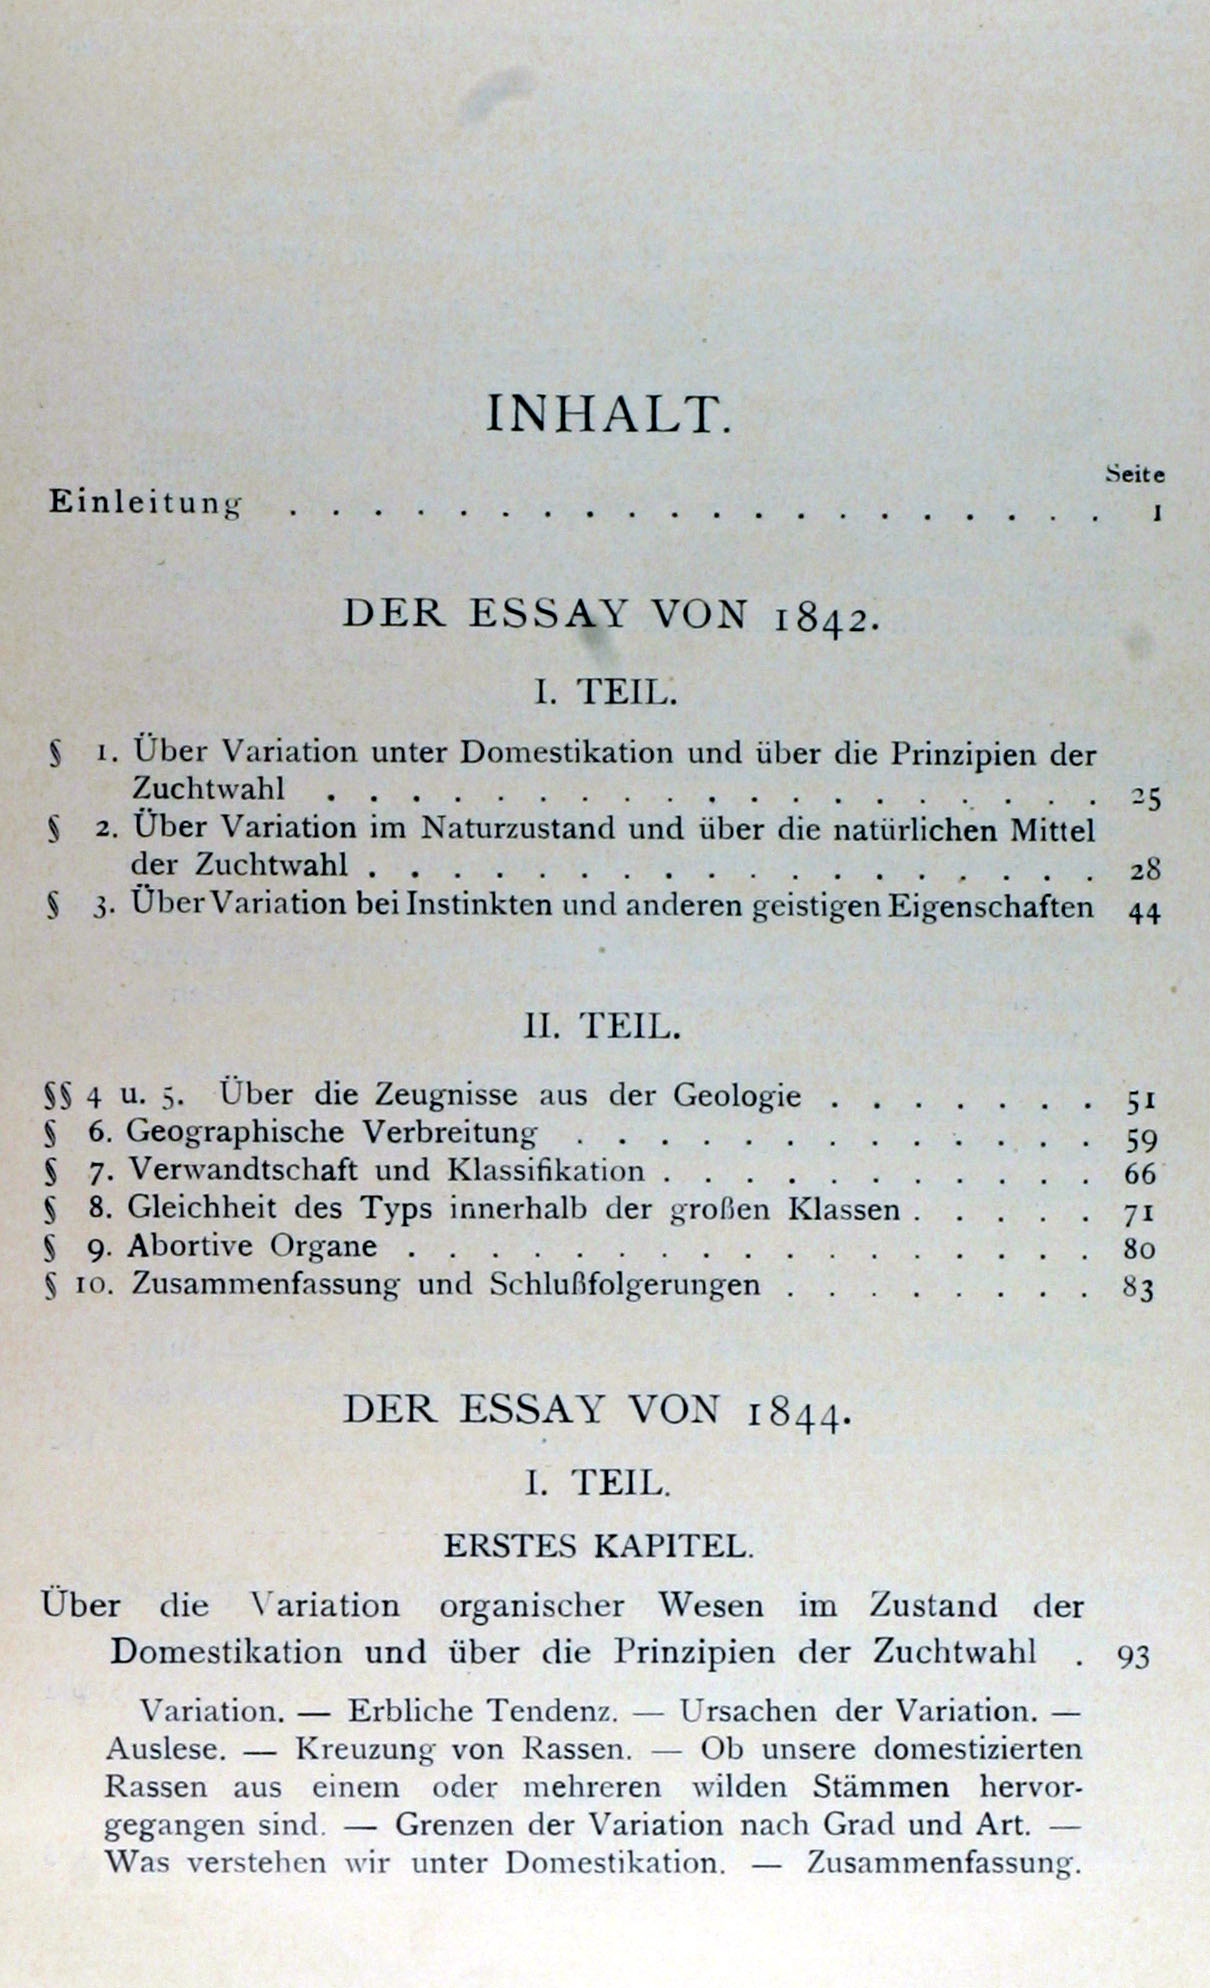 INHALT.
Seite
Einleitung . . . . . . . . . . . . . . . . . . . . 1
DER ESSAY VON 1842.
I. TEIL.
§ 1. Über Variation unter Domestikation und über die Prinzipien der
Zuchtwahl . . . . . . . . . . . . . . . . . . . 25
§ 2. Über Variation im Naturzustand und über die natürlichen Mittel
der Zuchtwahl . . . . . . . . . . . . . . . . . . 28
§ 3. Über Variation bei Instinkten und anderen geistigen Eigenschaften 44
II. TEIL.
§§ 4 u. 5. Über die Zeugnisse aus der Geologie . . . . . . . 51
§ 6. Geographische Verbreitung . . . . . . . . . . . . . 59
§ 7. Verwandtschaft und Klassifikation . . . . . . . . . . . 66
§ 8. Gleichheit des Typs innerhalb der großen Klassen . . . . . 71
§ 9. Abortive Organe . . . . . . . . . . . . . . . . . 80
§ 10. Zusammenfassung und Schlußfolgerungen . . . . . . . . 83
DER ESSAY VON 1844.
I. TEIL.
ERSTES KAPITEL.
Über die Variation organischer Wesen im Zustand der
Domestikation und über die Prinzipien der Zuchtwahl . 93
Variation. — Erbliche Tendenz. — Ursachen der Variation. —
Auslese. — Kreuzung von Rassen. — Ob unsere domestizierten
Rassen aus einem oder mehreren wilden Stämmen hervor-
gegangen sind. — Grenzen der Variation nach Grad und Art. —
Was verstehen wir unter Domestikation. — Zusammenfassung.